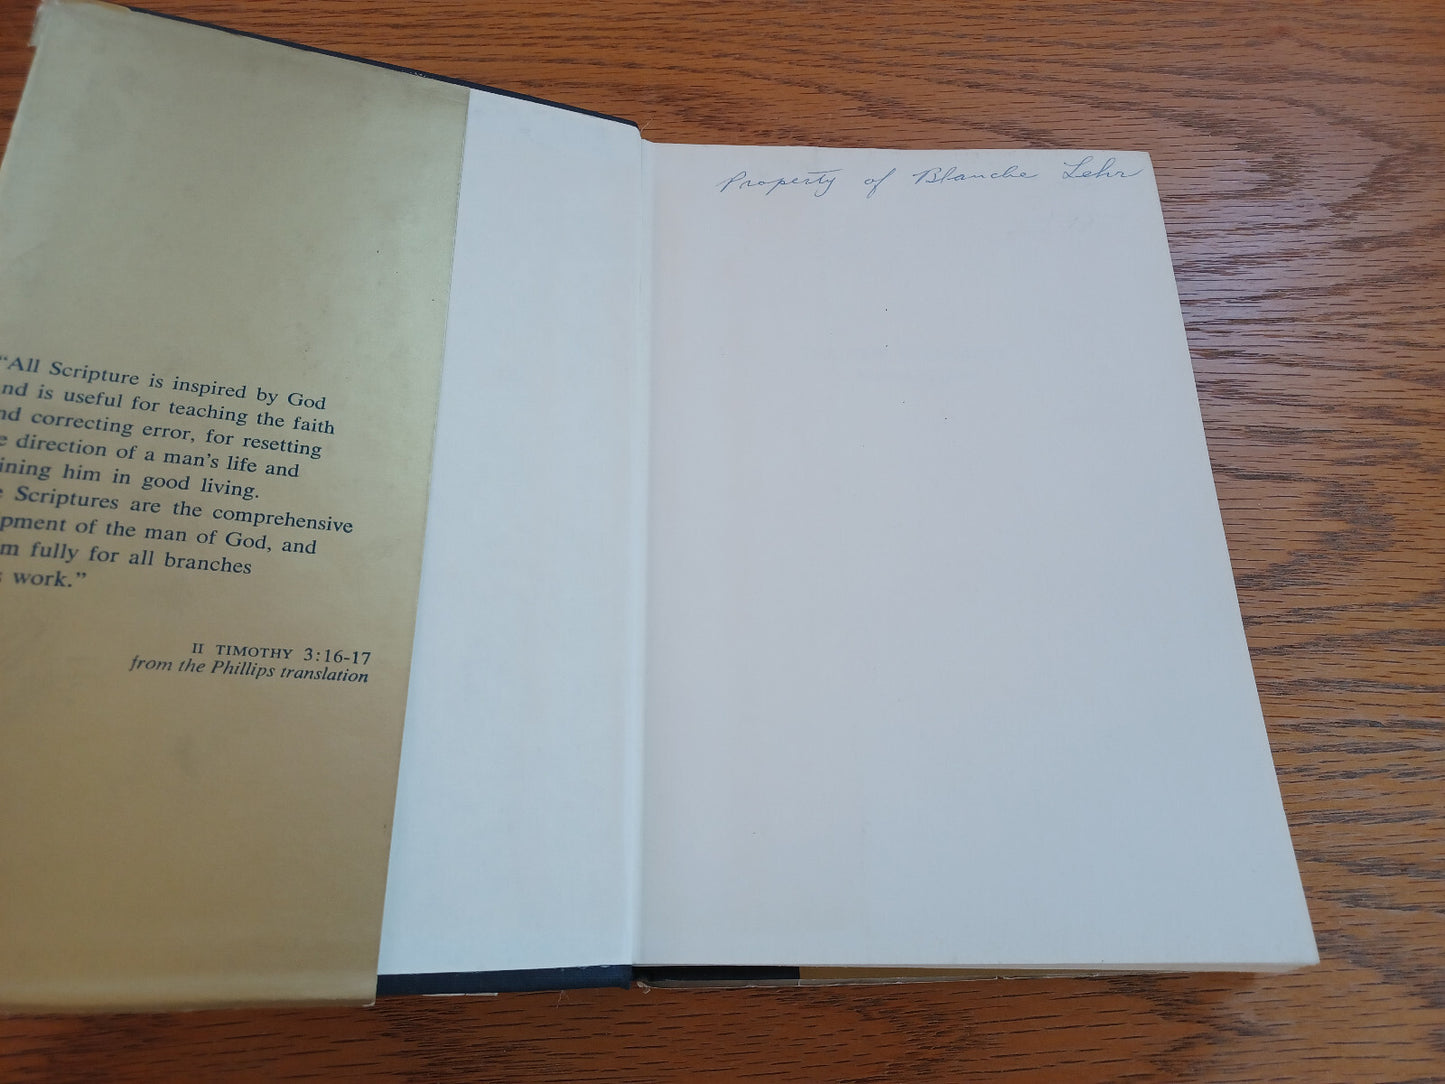 “All Scripture is inspired by God
nd is useful for teaching the faith
nd correcting error, for resetting
e direction of a man’s life and
ining him in good living.
e Scriptures are the comprehensive
pment of the man of God, and
m fully for all branches
s work.”
II TIMOTHY 3:16-17
from the Phillips translation
Property of Blanche Lehr